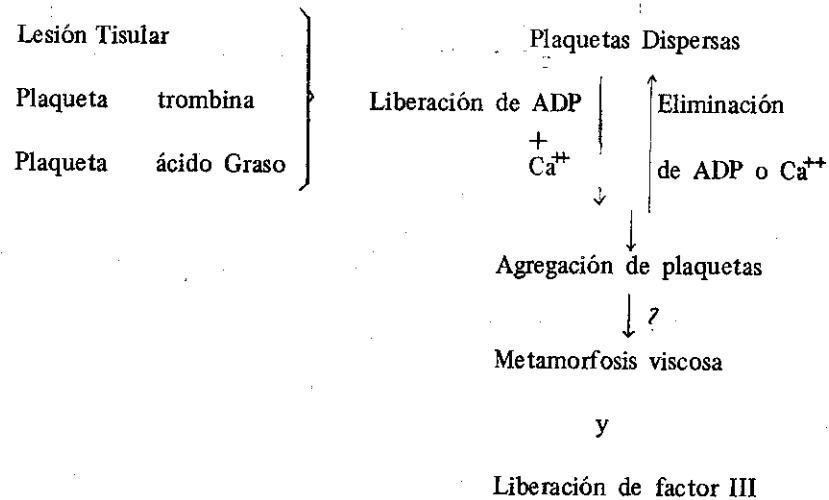 Lesión Tisular
Plaqueta trombina
Plaqueta ácido Graso
Plaquetas Dispersas
Liberación de ADP
+
Ca++
Eliminación
de ADP o Ca++
Agregación de plaquetas
?
Metamorfosis viscosa
y
Liberación de factor III